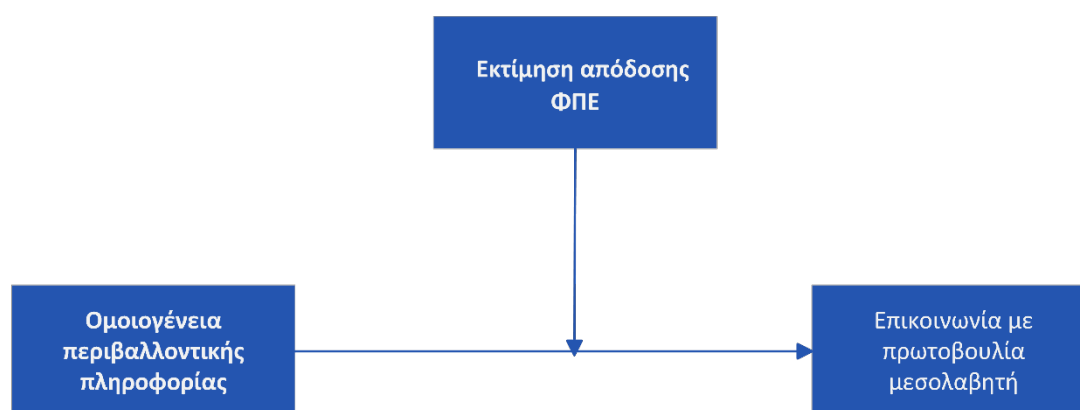 Εκτίμηση απόδοσης
ΦΠΕ
Ομοιογένεια
περιβαλλοντικής
πληροφορίας
Επικοινωνία με
πρωτοβουλία
μεσολαβητή